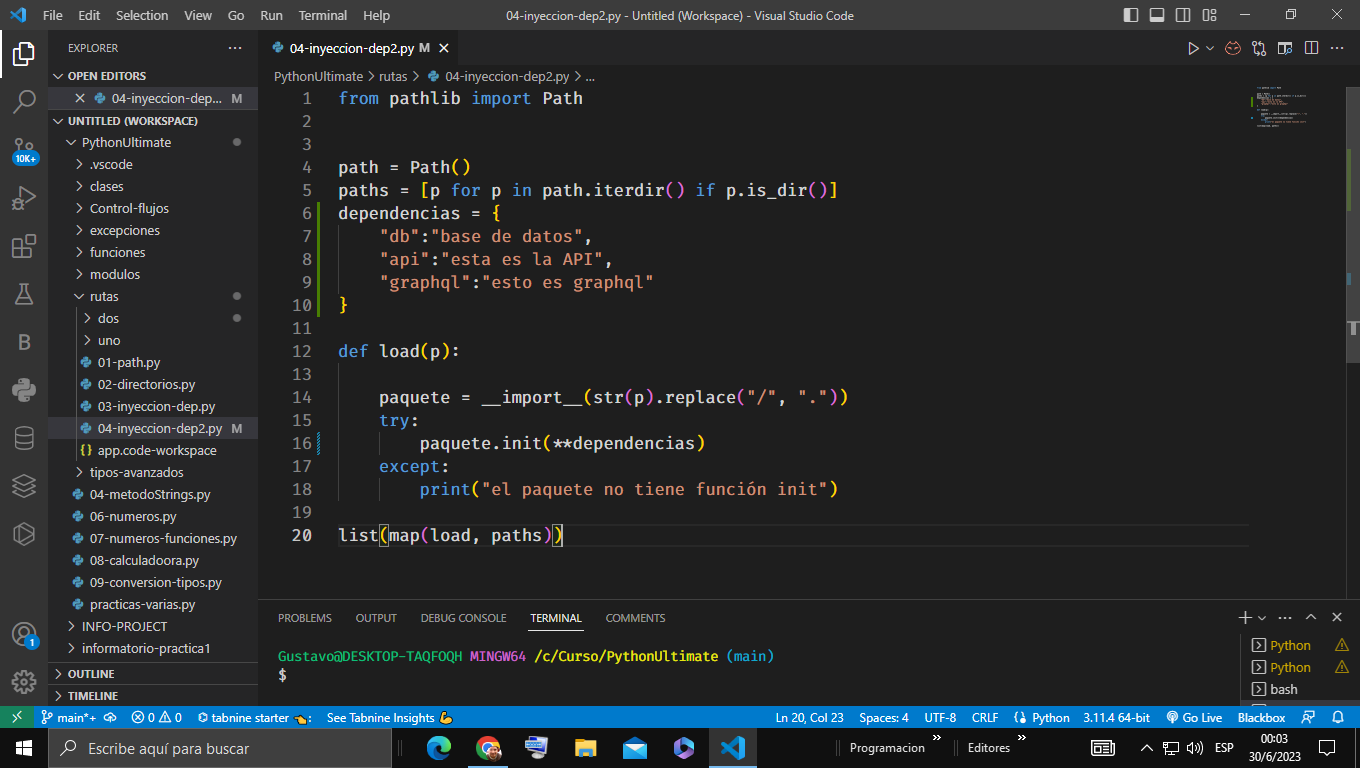 File Edit Selection View Go Run Terminal Help
04-inyeccion-dep2.py - Untitled (Workspace) - Visual Studio Code
EXPLORER
OPEN EDITORS
04-inyeccion-dep... M
UNTITLED (WORKSPACE)
PythonUltimate
.vscode
clases
Control-flujos
excepciones
funciones
modulos
rutas
dos
uno
01-path.py
02-directorios.py
03-inyeccion-dep.py
04-inyeccion-dep2.py M
{} app.code-workspace
tipos-avanzados
04-metodoStrings.py
06-numeros.py
07-numeros-funciones.py
08-calculadoora.py
09-conversion-tipos.py
practicas-varias.py
INFO-PROJECT
informatorio-practica1
OUTLINE
TIMELINE
10K+
B
1
04-inyeccion-dep2.py M
PythonUltimate > rutas > 04-inyeccion-dep2.py > ...
1 from pathlib import Path
2
3
4 path = Path()
5 paths = [p for p in path.iterdir() if p.is_dir()]
6 dependencias = {
7 "db":"base de datos",
8 "api":"esta es la API",
9 "graphql":"esto es graphql"
10 }
11
12 def load(p):
13
14 paquete = __import__(str(p).replace("/", "."))
15 try:
16 paquete.init(**dependencias)
17 except:
18 print("el paquete no tiene función init")
19
20 list(map(load, paths))
PROBLEMS OUTPUT DEBUG CONSOLE TERMINAL COMMENTS
Gustavo@DESKTOP-TAQFOQH MINGW64 /c/Curso/PythonUltimate (main)
$
Python
Python
bash
main*+ 0 0 tabnine starter See Tabnine Insights Ln 20, Col 23 Spaces: 4 UTF-8 CRLF Python 3.11.4 64-bit Go Live Blackbox
Escribe aquí para buscar
Programacion
Editores
ESP
00:03
30/6/2023